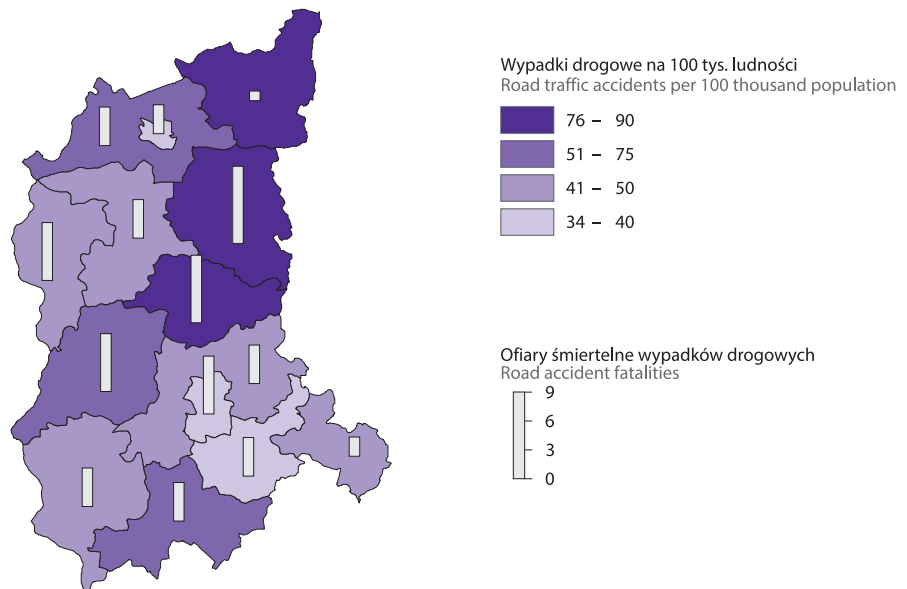 Wypadki drogowe na 100 tys. ludności
Road traffic accidents per 100 thousand population
76 – 90
51 – 75
41 – 50
34 – 40
Ofiary śmiertelne wypadków drogowych
Road accident fatalities
9
6
3
0